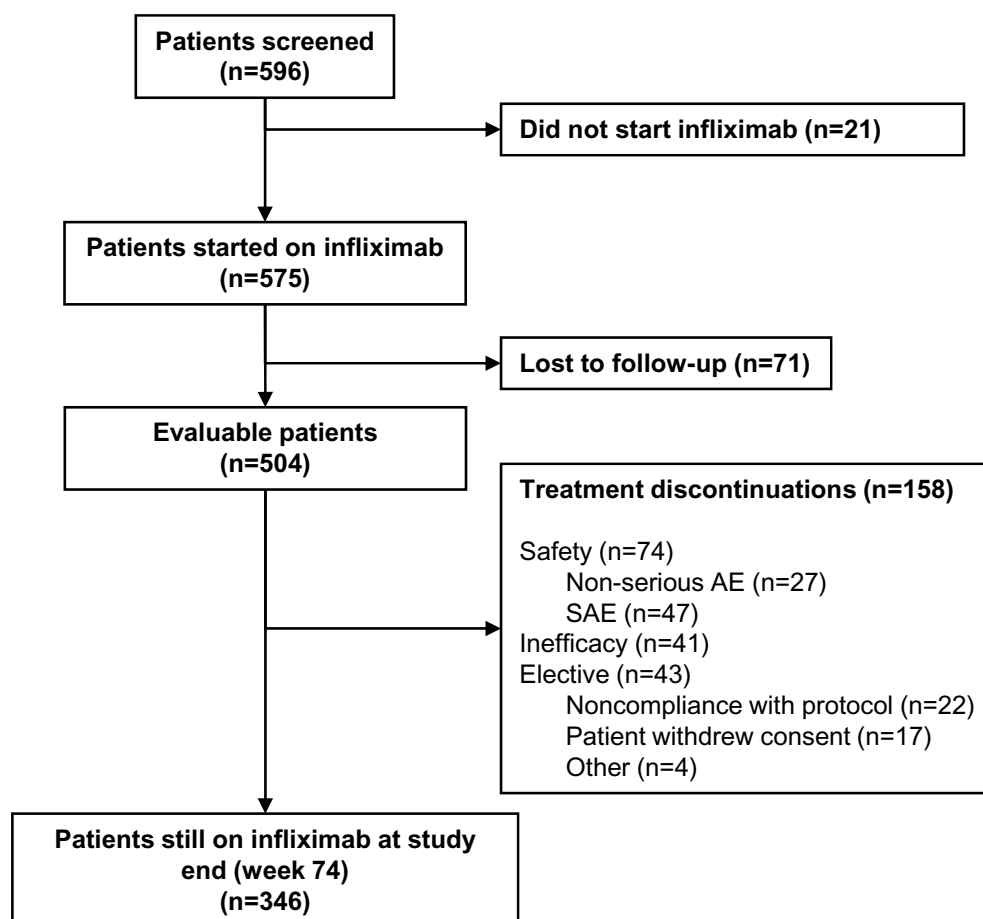 Patients screened
(n=596)
Did not start infliximab (n=21)
Patients started on infliximab
(n=575)
Lost to follow-up (n=71)
Evaluable patients
(n=504)
Treatment discontinuations (n=158)
Safety (n=74)
Non-serious AE (n=27)
SAE (n=47)
Inefficacy (n=41)
Elective (n=43)
Noncompliance with protocol (n=22)
Patient withdrew consent (n=17)
Other (n=4)
Patients still on infliximab at study
end (week 74)
(n=346)